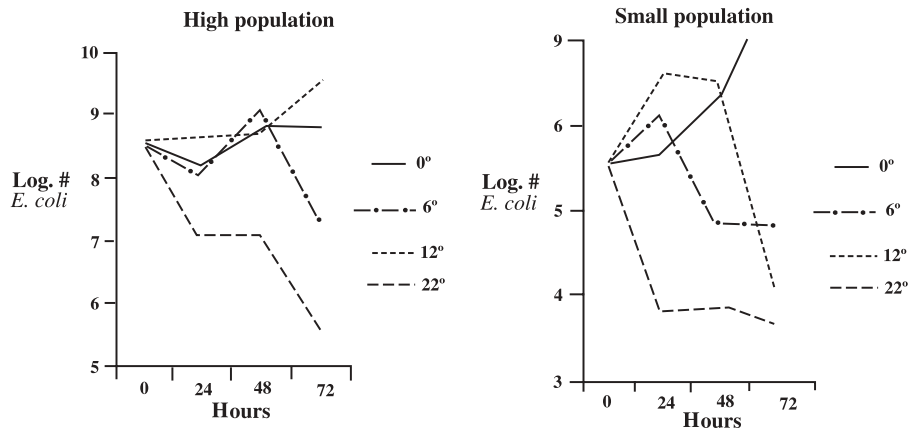 High population
10
9
8
7
6
5
Log. #
E. coli
0
24
48
72
Hours
0º
6º
12º
22º
Small population
9
6
5
4
3
Log. #
E. coli
0
24
48
72
Hours
0º
6º
12º
22º